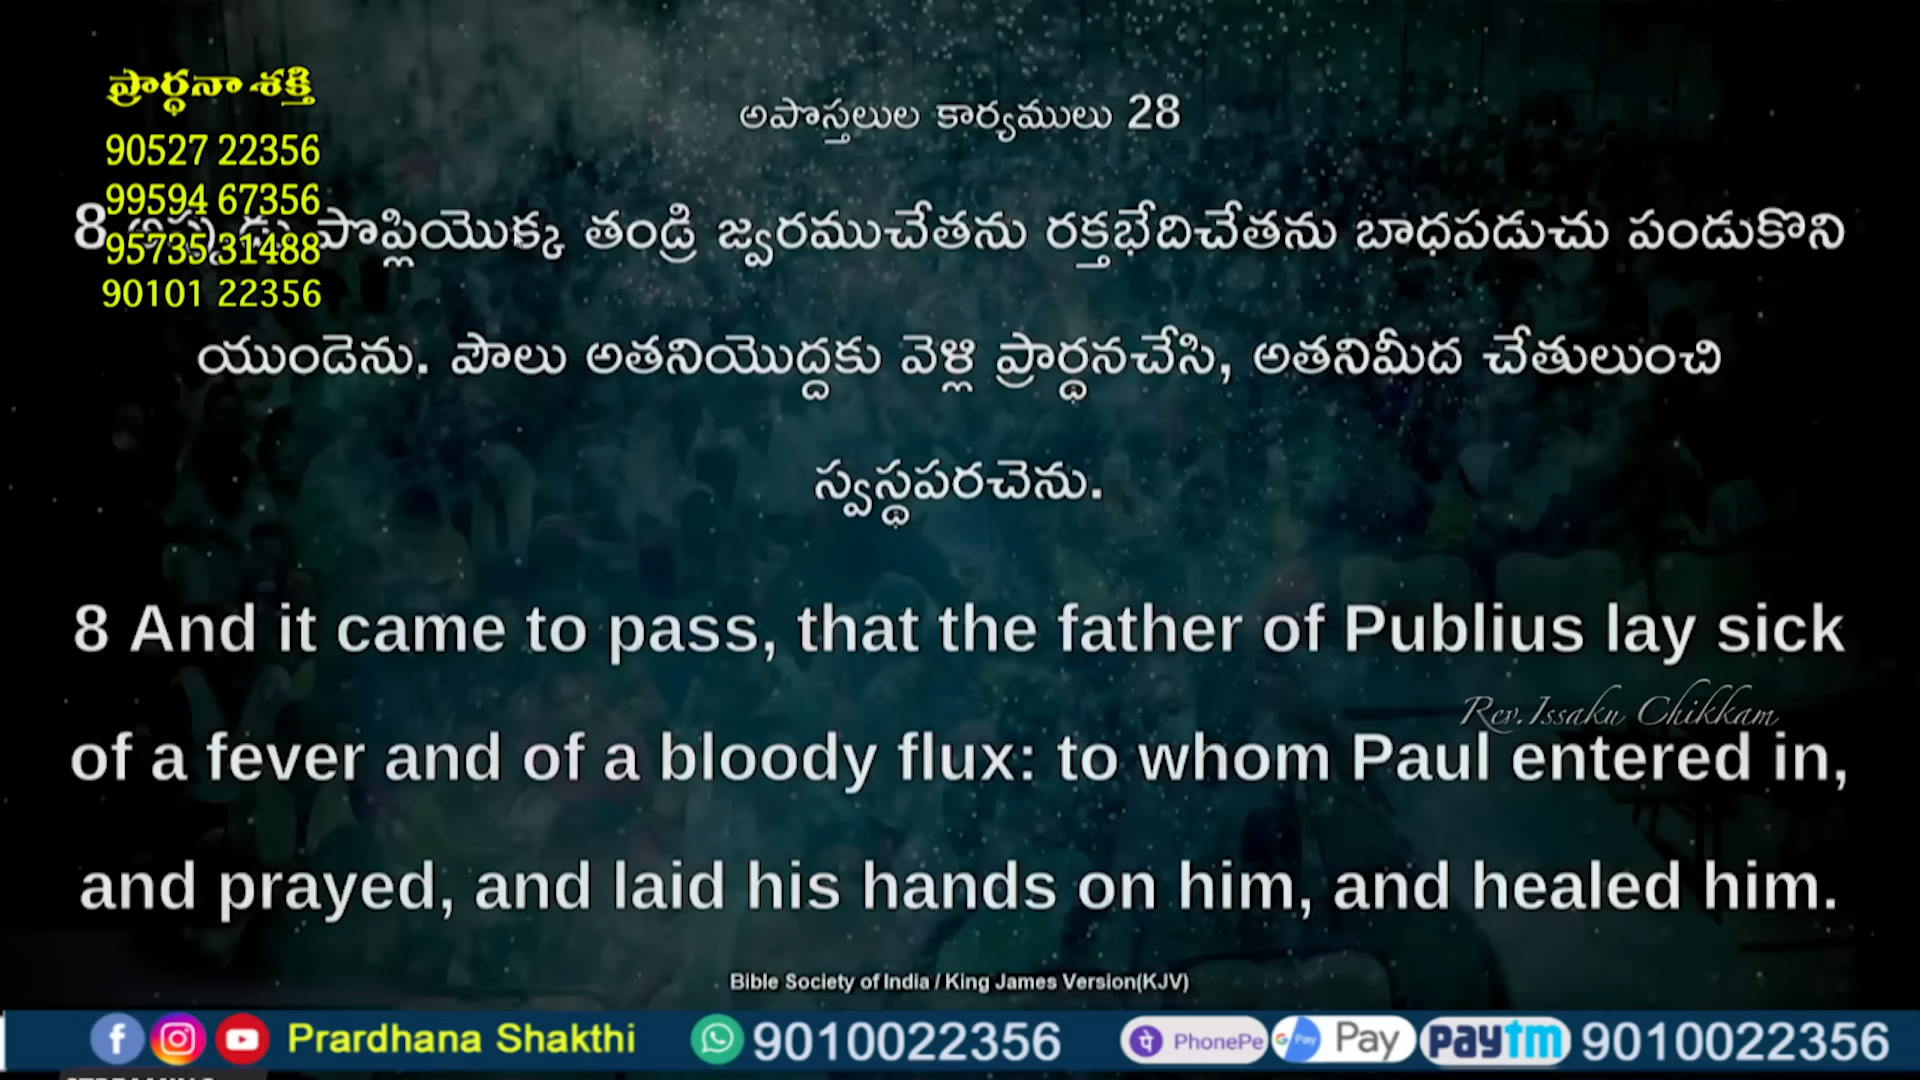 ప్రార్ధనా శక్తి
90527 22356
99594 67356
95735 31488
90101 22356
అపొస్తలుల కార్యములు 28
8 పొప్లియొక్క తండ్రి జ్వరముచేతను రక్తభేదిచేతను బాధపడుచు పండుకొని
యుండెను. పౌలు అతనియొద్దకు వెళ్లి ప్రార్థనచేసి, అతనిమీద చేతులుంచి
స్వస్థపరచెను.
8 And it came to pass, that the father of Publius lay sick
Rev.Issaku Chikkam
of a fever and of a bloody flux: to whom Paul entered in,
and prayed, and laid his hands on him, and healed him.
Bible Society of India / King James Version(KJV)
Prardhana Shakthi 9010022356 PhonePe G Pay Pay paytm 9010022356